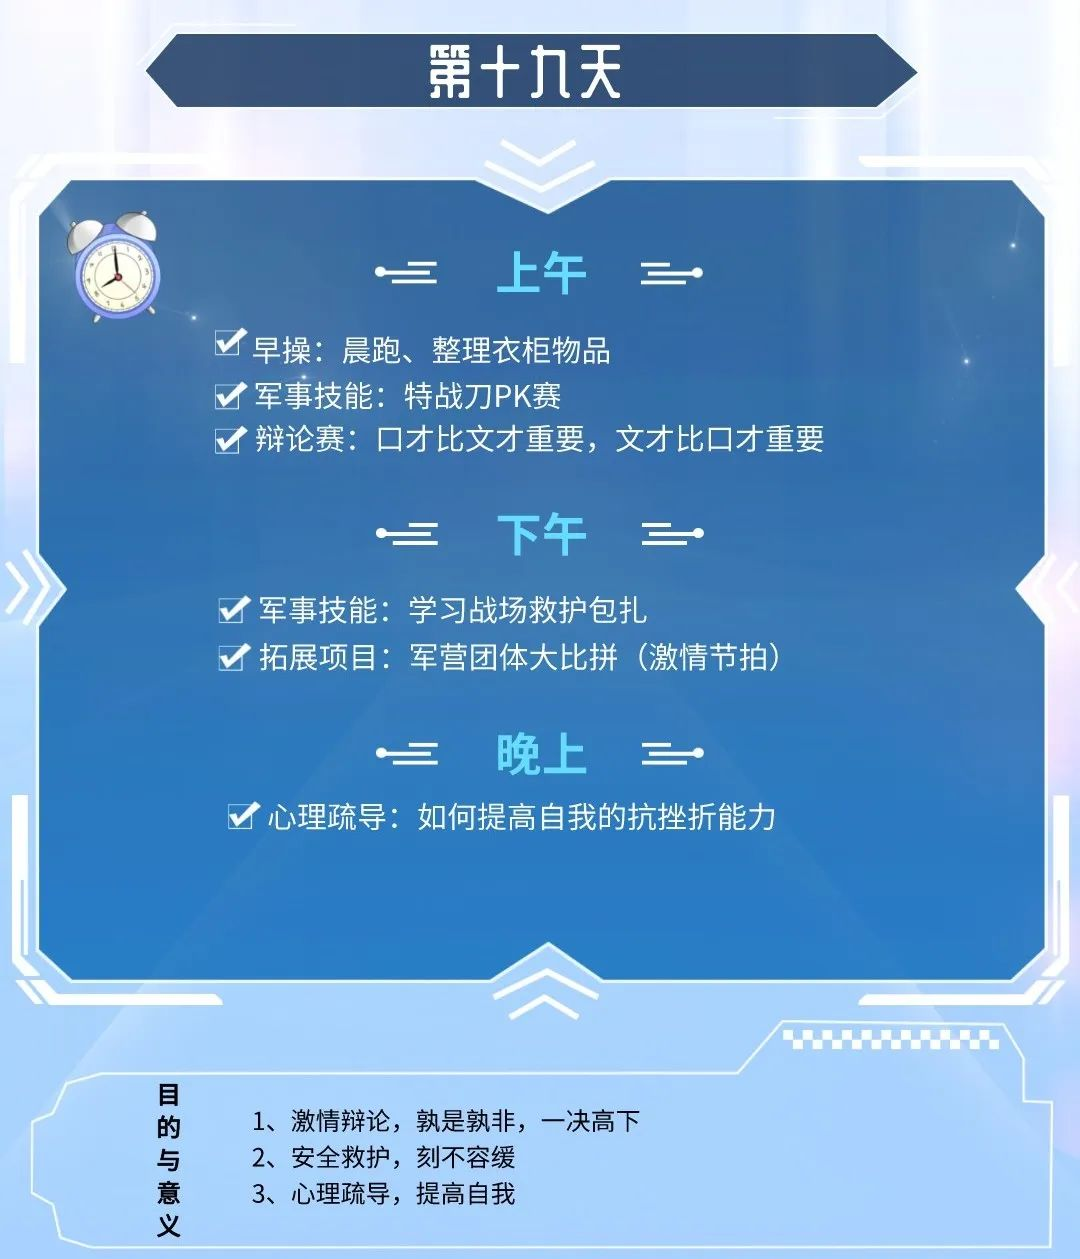 第十九天
上午
早操：晨跑、整理衣柜物品
军事技能：特战刀PK赛
辩论赛：口才比文才重要，文才比口才重要
下午
军事技能：学习战场救护包扎
拓展项目：军营团体大比拼（激情节拍）
晚上
心理疏导：如何提高自我的抗挫折能力
目的与意义
1、激情辩论，孰是孰非，一决高下
2、安全救护，刻不容缓
3、心理疏导，提高自我